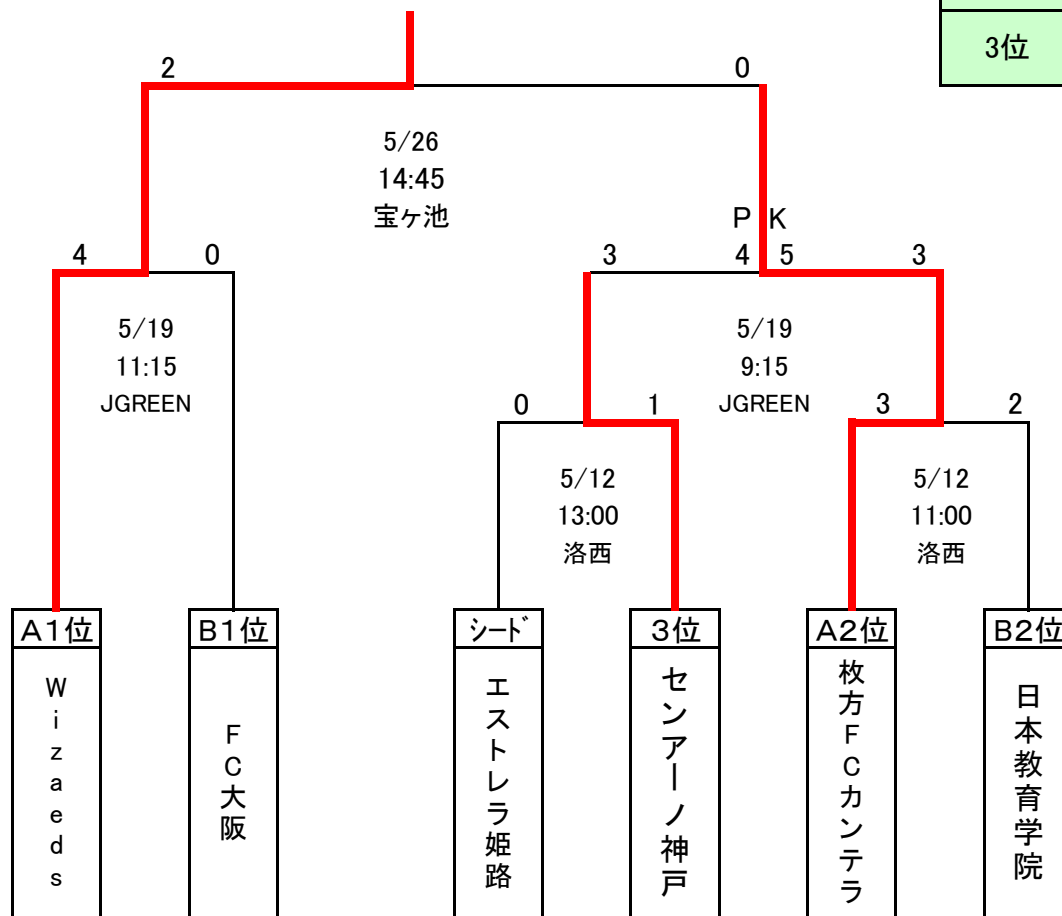 3位
2
0
5/26
14:45
宝ヶ池
PK
4
0
3
4
5
3
5/19
11:15
JGREEN
5/19
9:15
JGREEN
0
1
3
2
5/12
13:00
洛西
5/12
11:00
洛西
A1位
B1位
シード
3位
A2位
B2位
Wizaeds
FC大阪
エストレラ姫路
センアーノ神戸
枚方FCカンテラ
日本教育学院